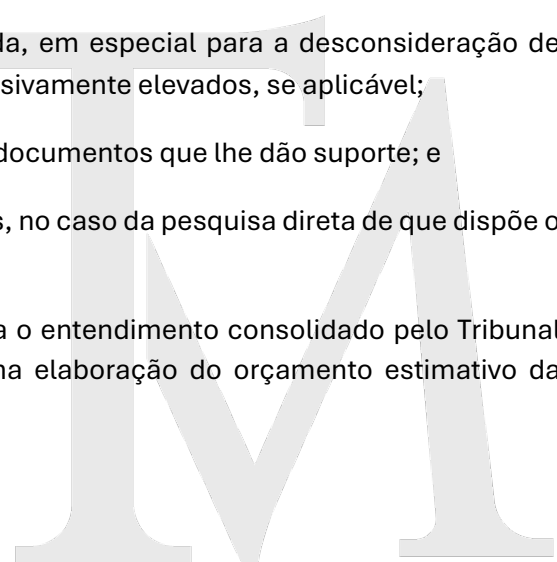 da, em especial para a desconsideração de
sivamente elevados, se aplicável;
documentos que lhe dão suporte; e
s, no caso da pesquisa direta de que dispõe o
a o entendimento consolidado pelo Tribunal
na elaboração do orçamento estimativo da